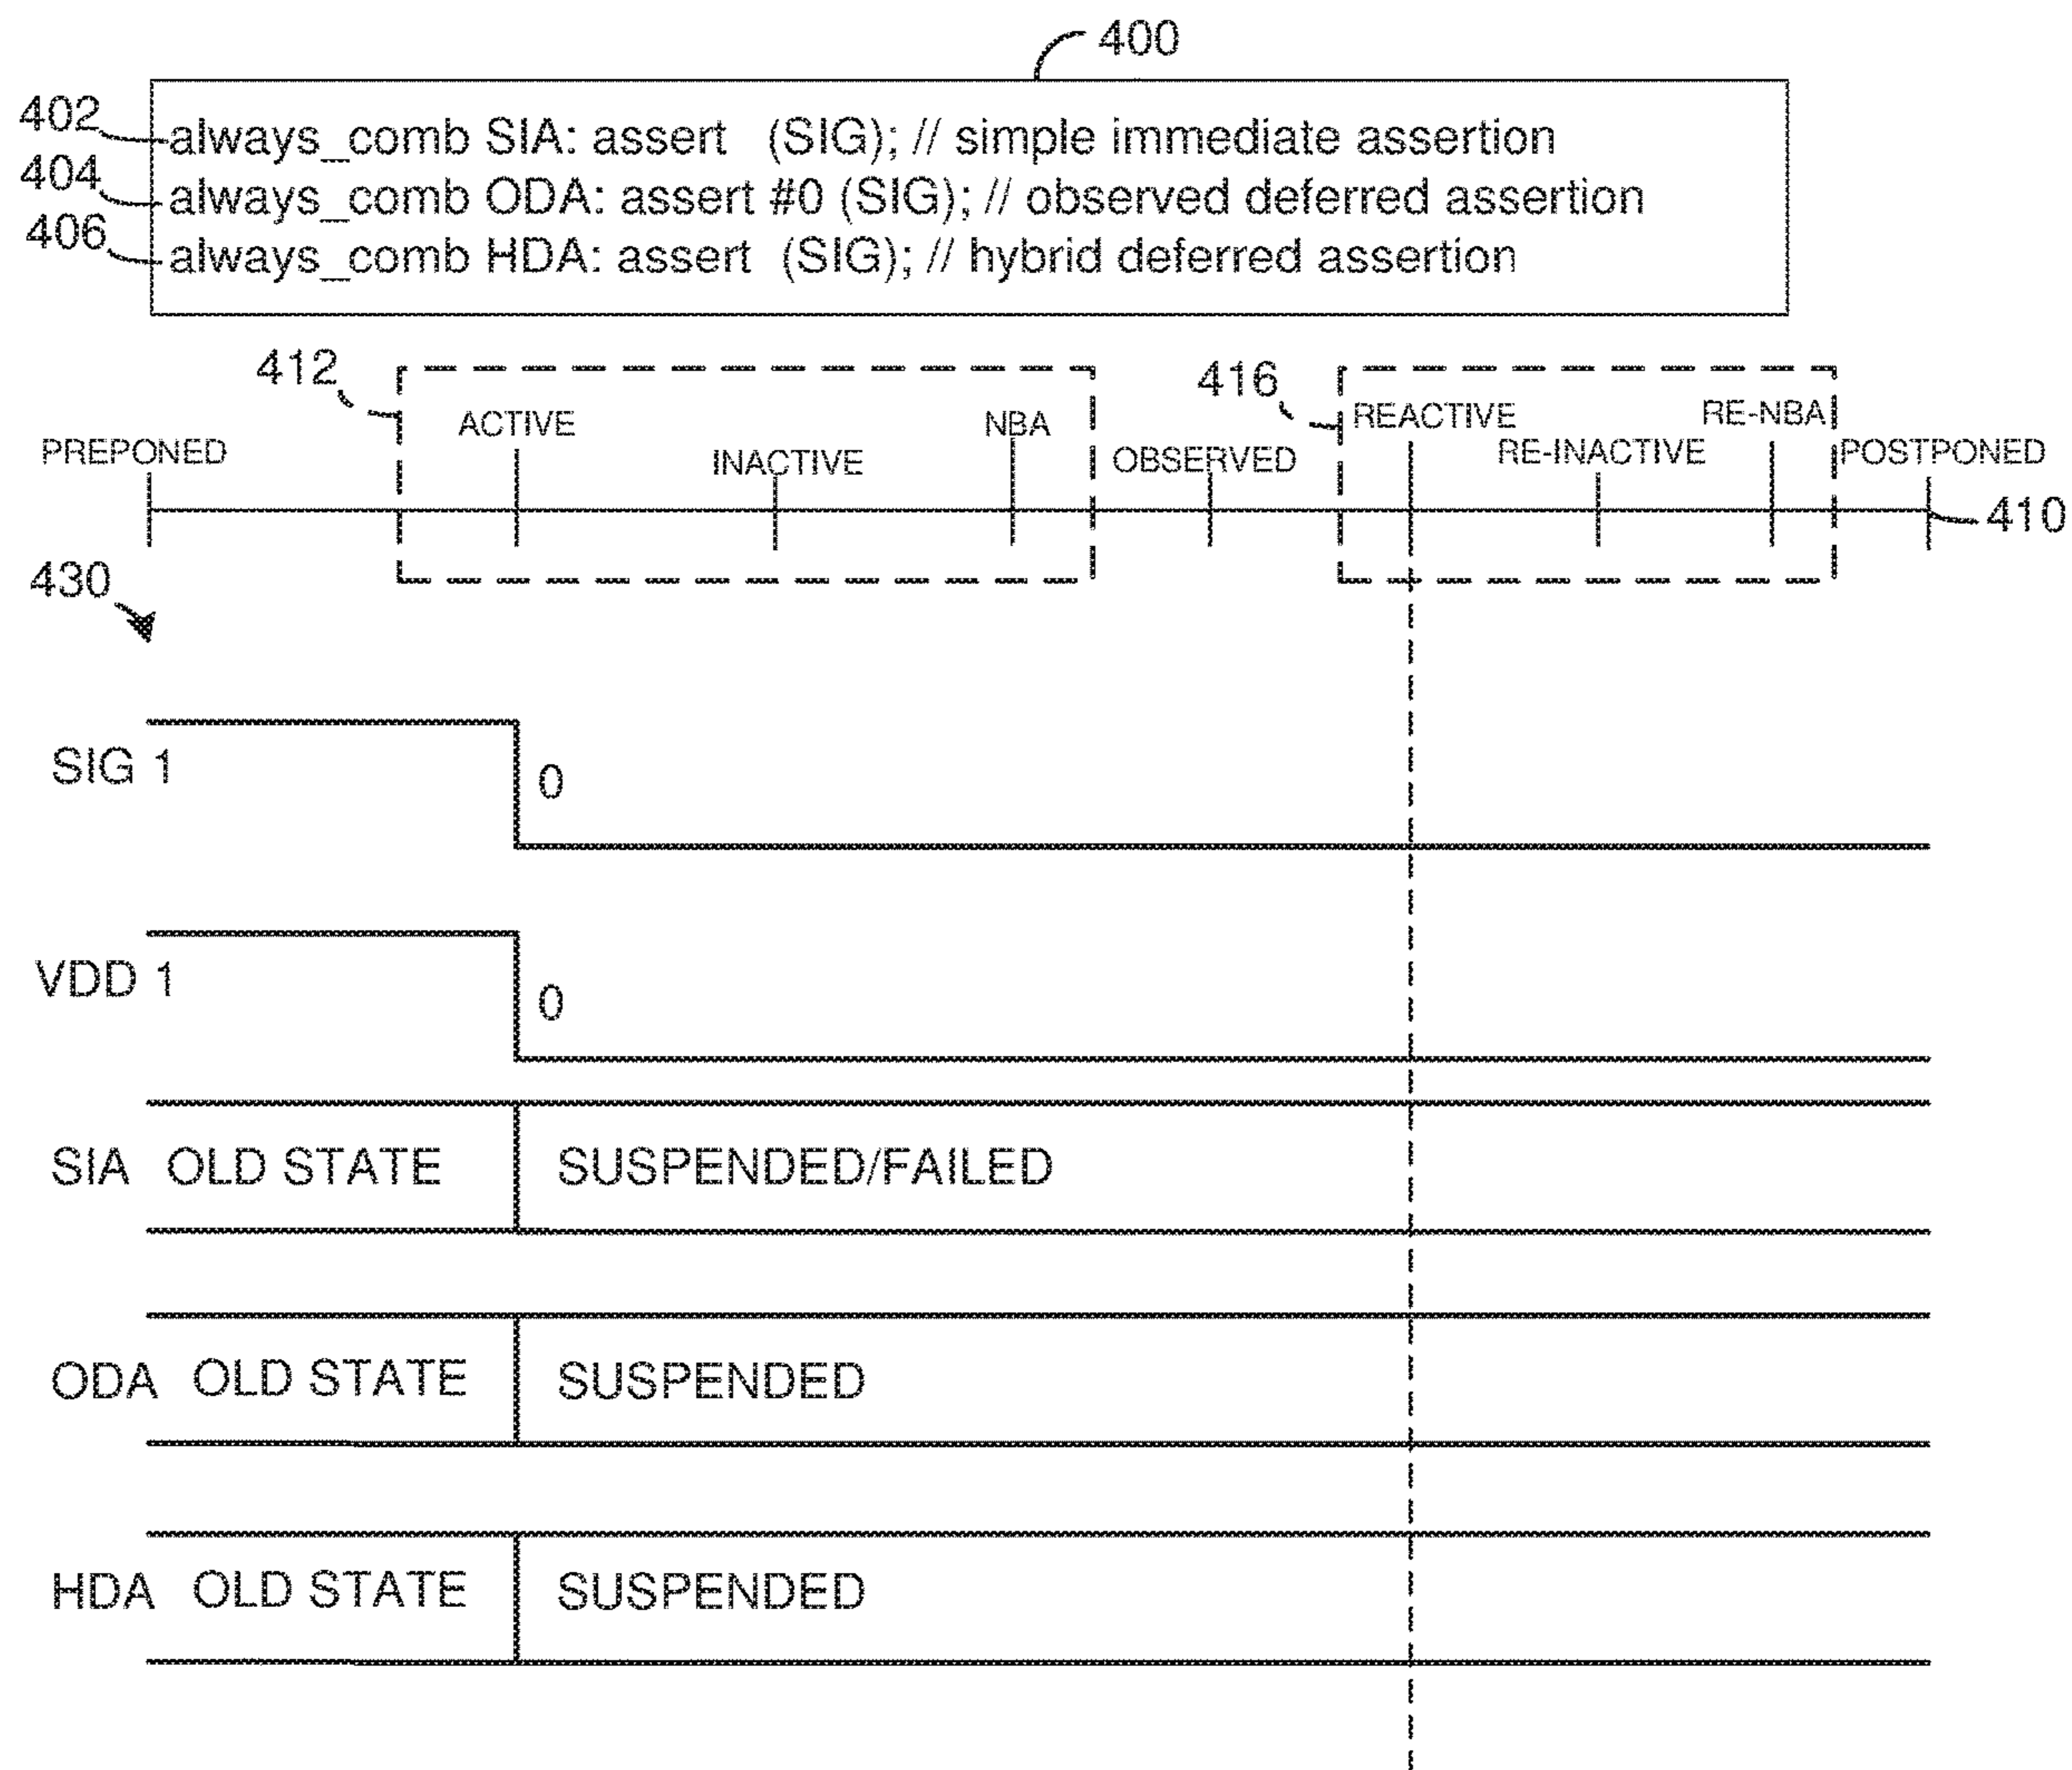 400
402 always_comb SIA: assert (SIG); // simple immediate assertion
404 always_comb ODA: assert #0 (SIG); // observed deferred assertion
406 always_comb HDA: assert (SIG); // hybrid deferred assertion
412
416
PREPONED
ACTIVE
INACTIVE
NBA
OBSERVED
REACTIVE
RE-INACTIVE
RE-NBA
POSTPONED
410
430
SIG 1
0
VDD 1
0
SIA OLD STATE SUSPENDED/FAILED
ODA OLD STATE SUSPENDED
HDA OLD STATE SUSPENDED